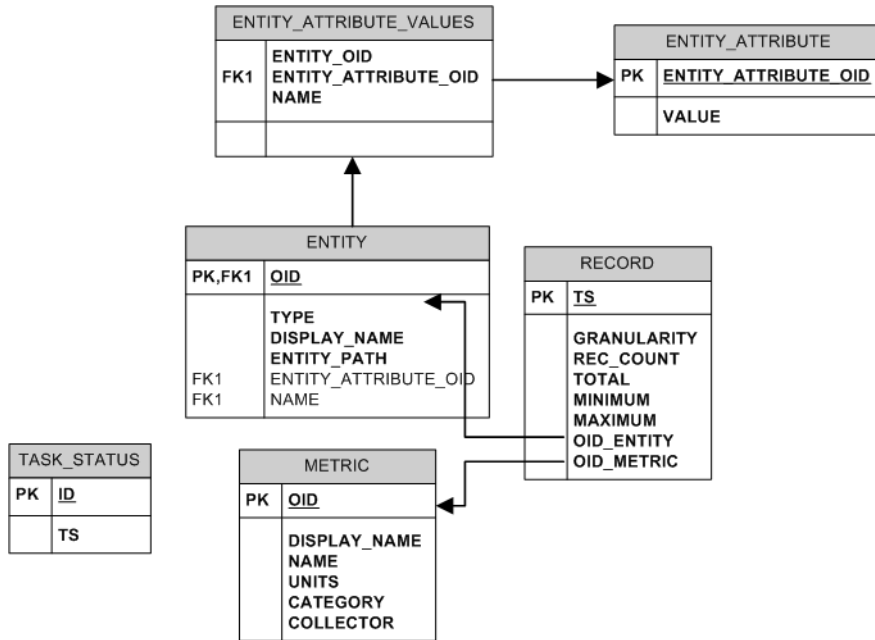 ENTITY_ATTRIBUTE_VALUES
ENTITY_OID
FK1 ENTITY_ATTRIBUTE_OID
NAME
ENTITY_ATTRIBUTE
PK ENTITY_ATTRIBUTE_OID
VALUE
ENTITY
PK,FK1 OID
TYPE
DISPLAY_NAME
ENTITY_PATH
FK1 ENTITY_ATTRIBUTE_OID
FK1 NAME
RECORD
PK TS
GRANULARITY
REC_COUNT
TOTAL
MINIMUM
MAXIMUM
OID_ENTITY
OID_METRIC
TASK_STATUS
PK ID
TS
METRIC
PK OID
DISPLAY_NAME
NAME
UNITS
CATEGORY
COLLECTOR